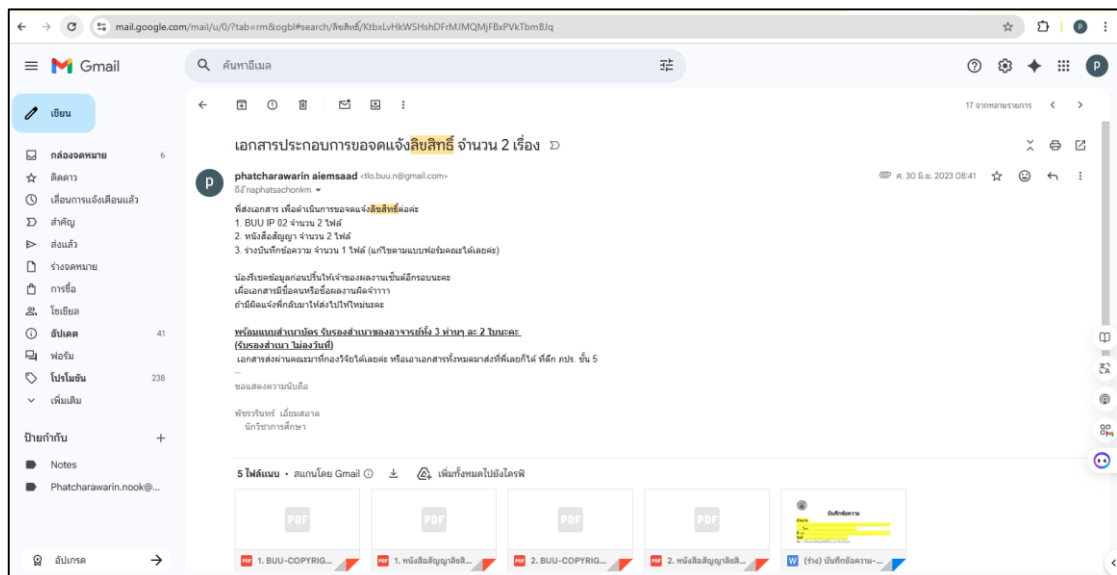 mail.google.com/mail/u/0/?tab=rm&ogbl#search/ลิขสิทธิ์/KtbxLvHkWSHshDFrMJMQMjFBxPVkTbmBJq
P
Gmail
ค้นหาอีเมล
P
เขียน
17 จากหลายรายการ
กล่องจดหมาย 6
ติดดาว
เลื่อนการแจ้งเตือนแล้ว
สำคัญ
ส่งแล้ว
ร่างจดหมาย
การซื้อ
โซเชียล
อัปเดต 41
ฟอรัม
โปรโมชัน 238
เพิ่มเติม
ป้ายกำกับ
Notes
Phatcharawarin.nook@...
อัปเกรด
เอกสารประกอบการขอจดแจ้งลิขสิทธิ์ จำนวน 2 เรื่อง
p
phatcharawarin aiemsaad <tlo.buu.n@gmail.com>
ศ. 30 มิ.ย. 2023 08:41
ถึง naphatsachonkm
พี่ส่งเอกสาร เพื่อดำเนินการขอจดแจ้งลิขสิทธิ์ต่อค่ะ
1. BUU IP 02 จำนวน 2 ไฟล์
2. หนังสือสัญญา จำนวน 2 ไฟล์
3. ร่างบันทึกข้อความ จำนวน 1 ไฟล์ (แก้ไขตามแบบฟอร์มคณะได้เลยค่ะ)
น้องรีเชคข้อมูลก่อนปริ้นให้เจ้าของผลงานเซ็นต์อีกรอบนะคะ
เผื่อเอกสารมีชื่อคนหรือชื่อผลงานผิดจ้าาาา
ถ้ามีผิดแจ้งพี่กลับมาให้ส่งไปให้ใหม่นะคะ
พร้อมแนบสำเนาบัตร รับรองสำเนาของอาจารย์ทั้ง 3 ท่านๆ ละ 2 ใบนะคะ
(รับรองสำเนา ไม่ลงวันที่)
เอกสารส่งผ่านคณะมาที่กองวิจัยได้เลยค่ะ หรือเอาเอกสารทั้งหมดมาส่งที่พี่เลยก็ได้ ที่ตึก ภปร. ชั้น 5
--
ขอแสดงความนับถือ
พัชรวรินทร์ เอี่ยมสอาด
นักวิชาการศึกษา
5 ไฟล์แนบ • สแกนโดย Gmail
เพิ่มทั้งหมดไปยังไดรฟ์
PDF
PDF
PDF
PDF
บันทึกข้อความ
PDF 1. BUU-COPYRIG...
PDF 1. หนังสือสัญญาลิขสิ...
PDF 2. BUU-COPYRIG...
PDF 2. หนังสือสัญญาลิขสิ...
W (ร่าง) บันทึกข้อความ-...